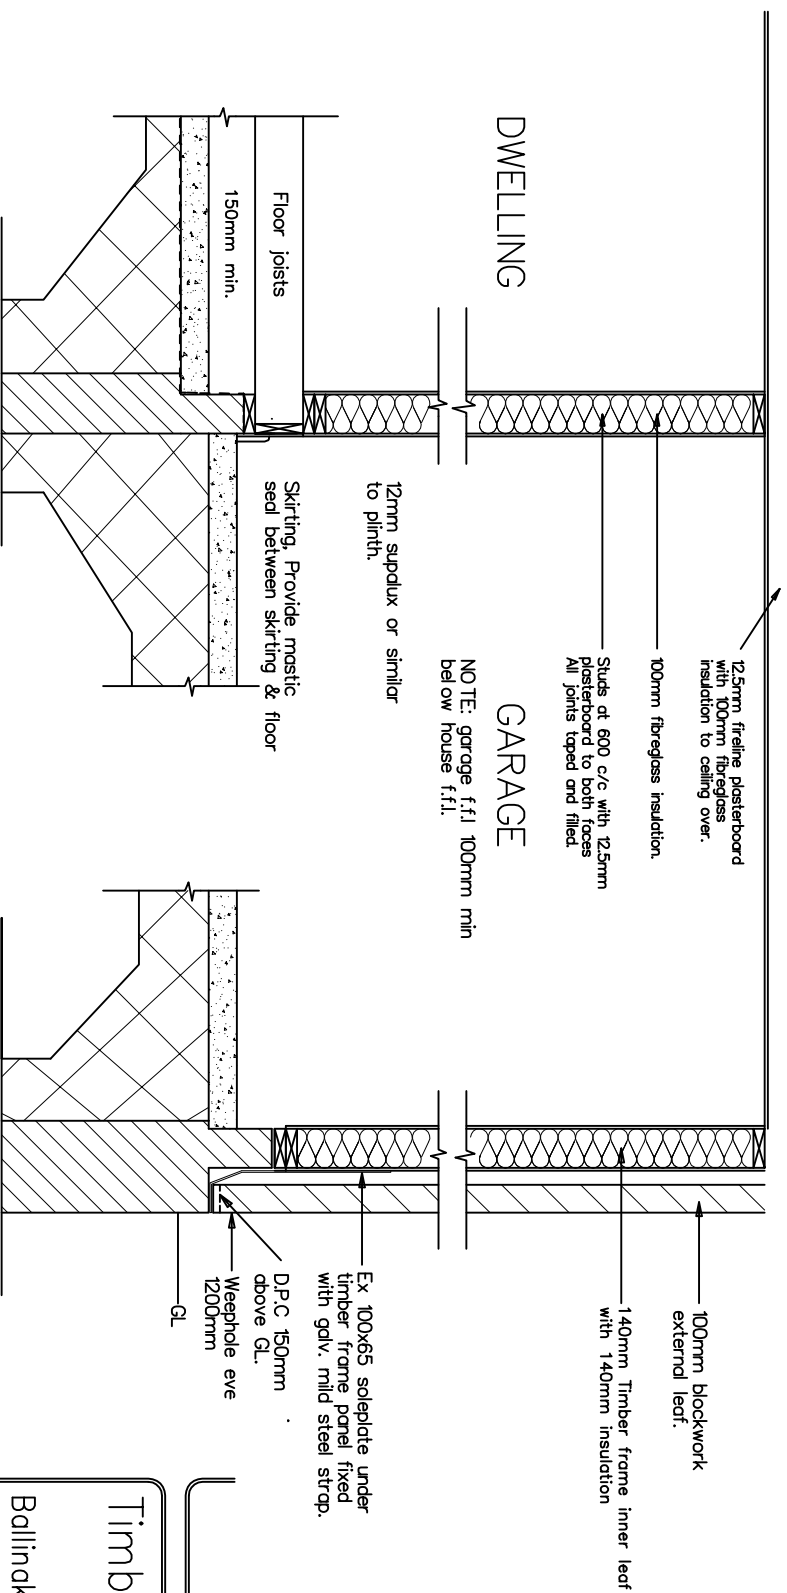 DWELLING
Floor joists
150mm min.
12.5mm fireline plasterboard
with 100mm fibreglass
insulation to ceiling over.
100mm fibreglass insulation.
Studs at 600 c/c with 12.5mm
plasterboard to both faces
All joints taped and filled.
GARAGE
NOTE: garage f.f.l 100mm min
below house f.f.l.
12mm supalux or similar
to plinth.
Skirting, Provide mastic
seal between skirting & floor
100mm blockwork
external leaf.
140mm Timber frame inner leaf
with 140mm insulation
Ex 100x65 soleplate under
timber frame panel fixed
with galv. mild steel strap.
D.P.C 150mm
above GL.
Weephole eve
1200mm
GL
Timb
Ballinak